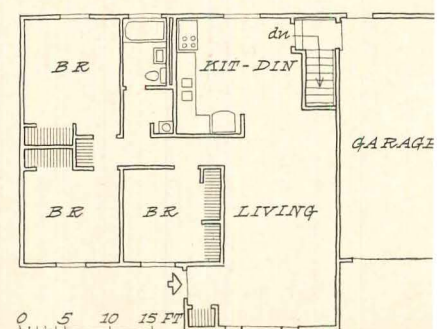 dn
BR
KIT-DIN
GARAGE
BR
BR
LIVING
0 5 10 15 FT